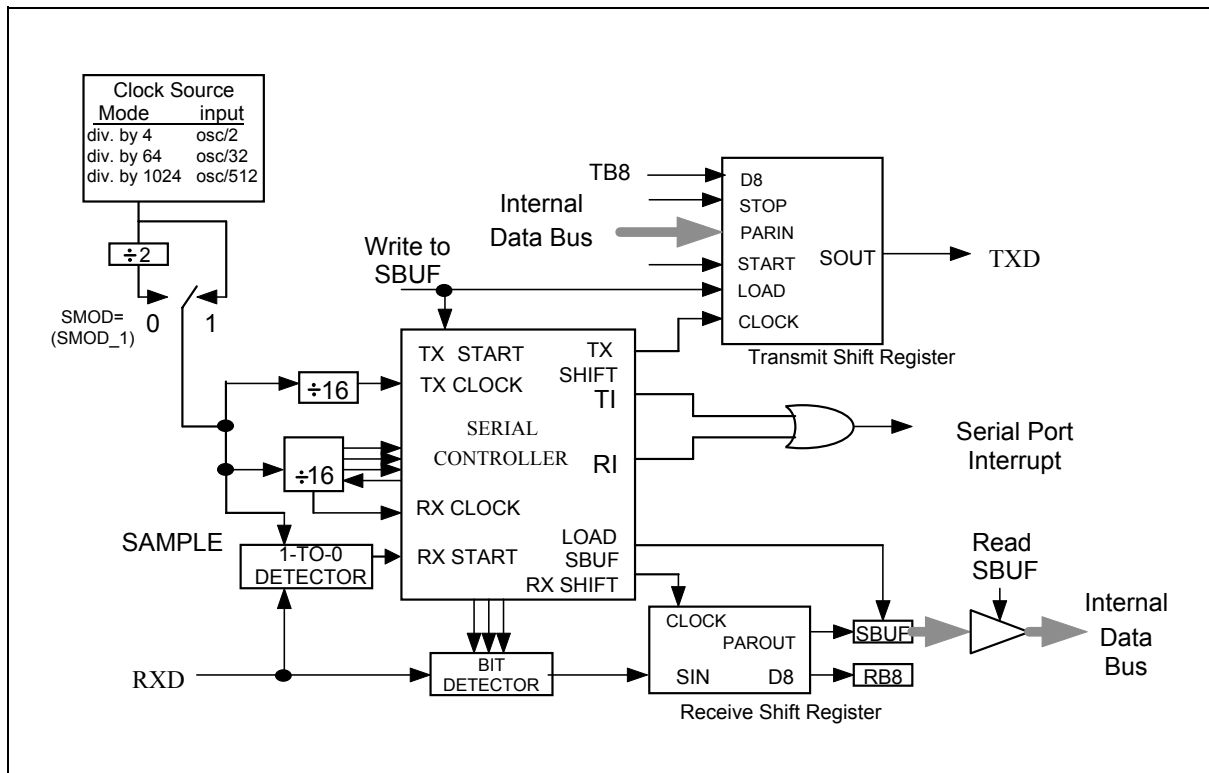 Clock Source
Mode input
div. by 4 osc/2
div. by 64 osc/32
div. by 1024 osc/512
÷2
SMOD=
(SMOD_1)
0 1
TB8
Internal
Data Bus
Write to
SBUF
D8
STOP
PARIN
START
LOAD
CLOCK
SOUT
TXD
Transmit Shift Register
÷16
÷16
TX START
TX CLOCK
SERIAL
CONTROLLER
RX CLOCK
RX START
TX
SHIFT
TI
RI
LOAD
SBUF
RX SHIFT
Serial Port
Interrupt
SAMPLE
1-TO-0
DETECTOR
RXD
BIT
DETECTOR
CLOCK
PAROUT
SIN D8
Receive Shift Register
SBUF
RB8
Read
SBUF
Internal
Data
Bus